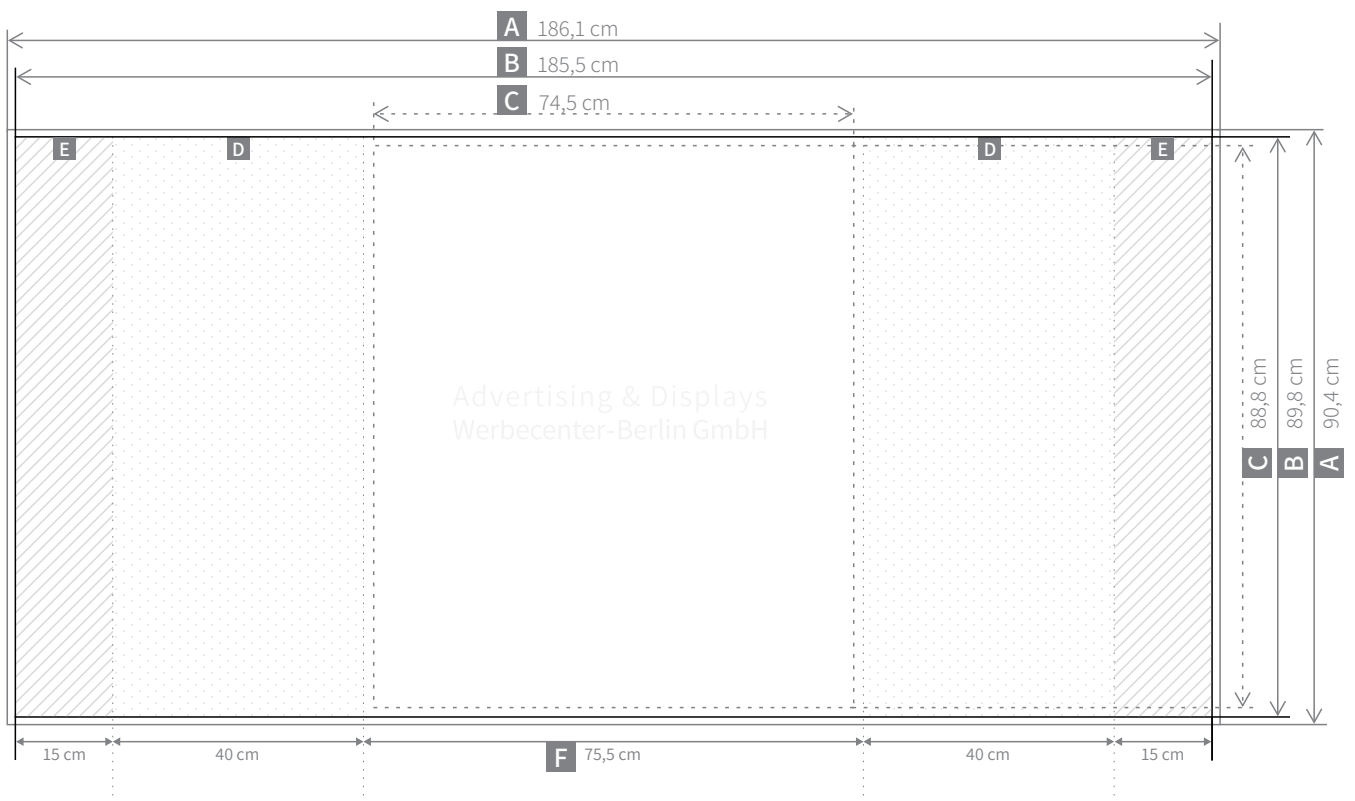 A 186,1 cm
B 185,5 cm
C 74,5 cm
E D D E
Advertising & Displays
Werbecenter-Berlin GmbH
C 88,8 cm
B 89,8 cm
A 90,4 cm
15 cm 40 cm F 75,5 cm 40 cm 15 cm